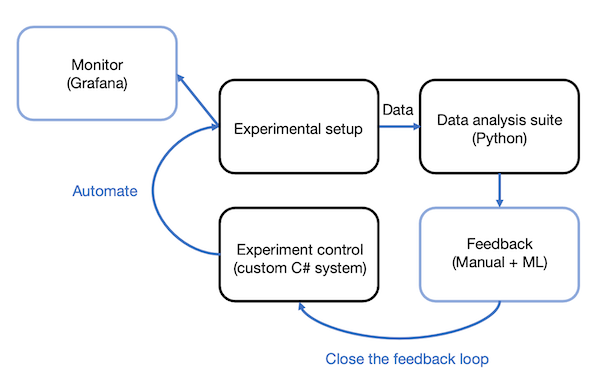 Monitor
(Grafana)
Experimental setup
Data
Data analysis suite
(Python)
Automate
Experiment control
(custom C# system)
Feedback
(Manual + ML)
Close the feedback loop